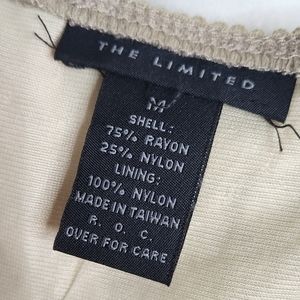 THE LIMITED
M
SHELL:
75% RAYON
25% NYLON
LINING:
100% NYLON
MADE IN TAIWAN
R. O. C.
OVER FOR CARE